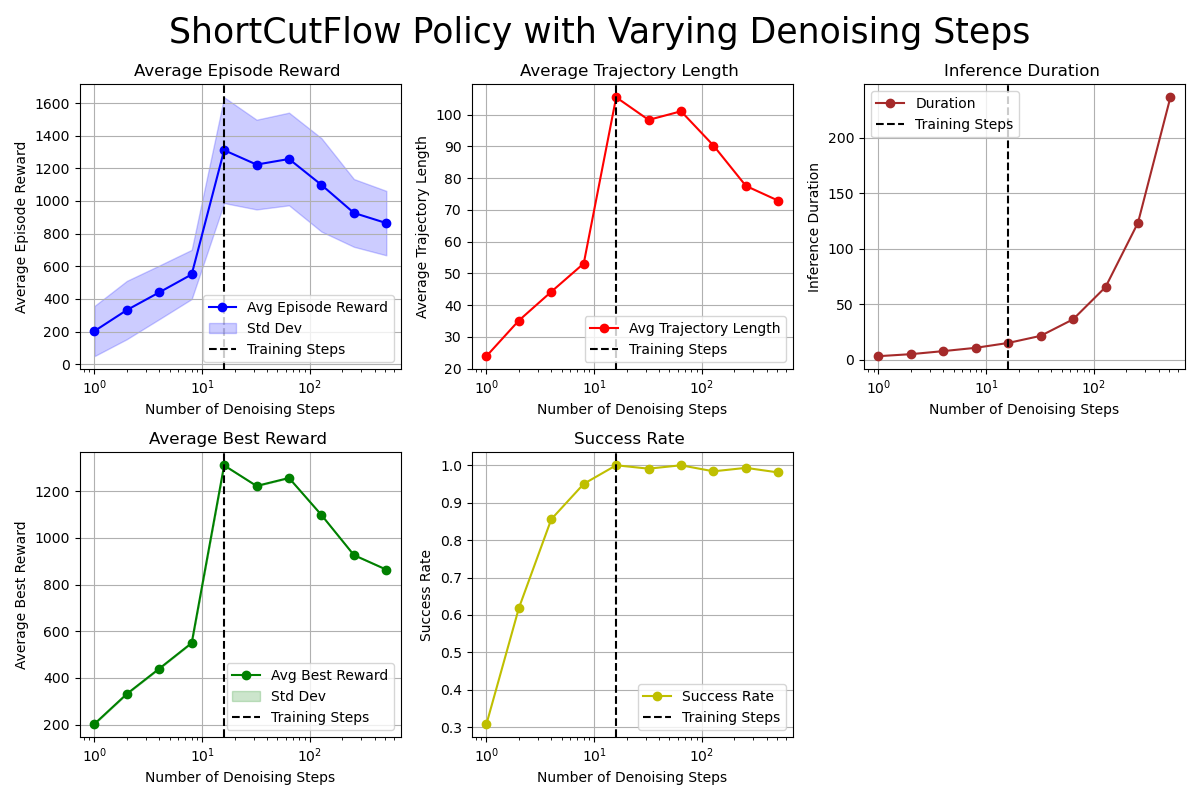 ShortCutFlow Policy with Varying Denoising Steps
Average Episode Reward
Average Episode Reward
1600
1400
1200
1000
800
600
400
200
0
Avg Episode Reward
Std Dev
Training Steps
10⁰
10¹
10²
Number of Denoising Steps
Average Trajectory Length
Average Trajectory Length
100
90
80
70
60
50
40
30
20
Avg Trajectory Length
Training Steps
10⁰
10¹
10²
Number of Denoising Steps
Inference Duration
Inference Duration
Duration
Training Steps
200
150
100
50
0
10⁰
10¹
10²
Number of Denoising Steps
Average Best Reward
Average Best Reward
1200
1000
800
600
400
200
Avg Best Reward
Std Dev
Training Steps
10⁰
10¹
10²
Number of Denoising Steps
Success Rate
Success Rate
1.0
0.9
0.8
0.7
0.6
0.5
0.4
0.3
Success Rate
Training Steps
10⁰
10¹
10²
Number of Denoising Steps